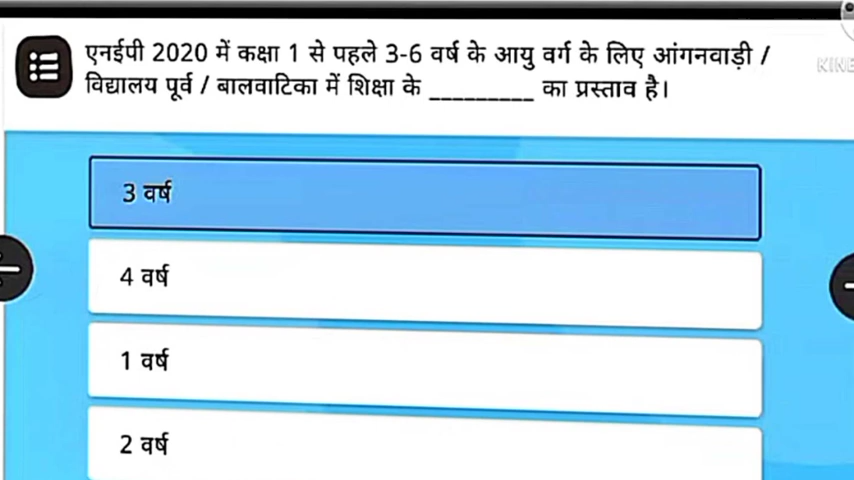 एनईपी 2020 में कक्षा 1 से पहले 3-6 वर्ष के आयु वर्ग के लिए आंगनवाड़ी /
विद्यालय पूर्व / बालवाटिका में शिक्षा के _________ का प्रस्ताव है।
KINE
3 वर्ष
4 वर्ष
1 वर्ष
2 वर्ष